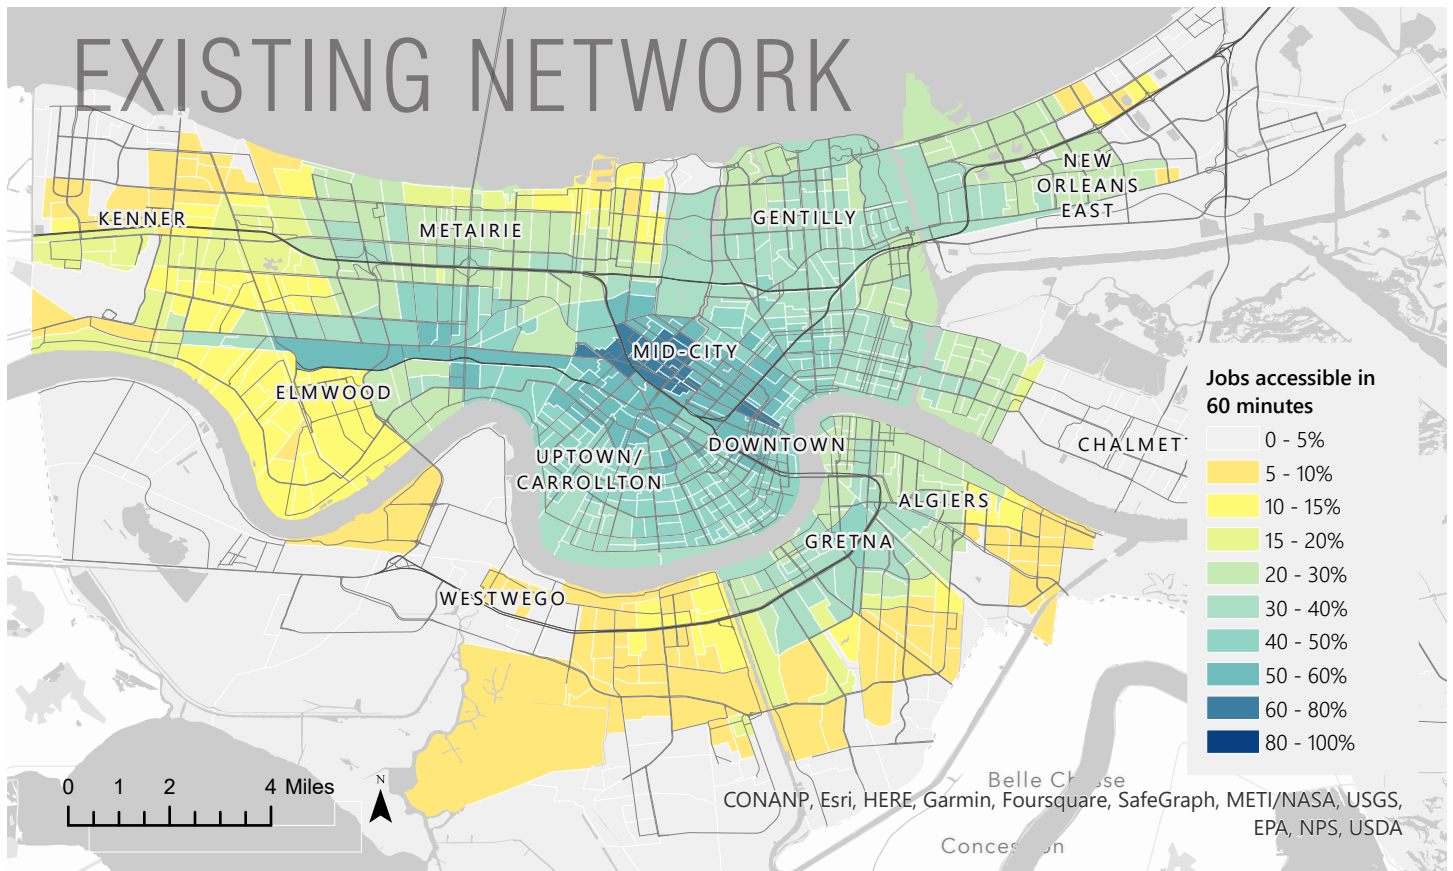 EXISTING NETWORK
NEW
ORLEANS
EAST
KENNER
METAIRIE
GENTILLY
MID-CITY
ELMWOOD
DOWNTOWN
CHALMET
UPTOWN/
CARROLLTON
ALGIERS
GRETNA
WESTWEGO
Jobs accessible in
60 minutes
0 - 5%
5 - 10%
10 - 15%
15 - 20%
20 - 30%
30 - 40%
40 - 50%
50 - 60%
60 - 80%
80 - 100%
0 1 2 4 Miles
N
Belle Chasse
CONANP, Esri, HERE, Garmin, Foursquare, SafeGraph, METI/NASA, USGS,
EPA, NPS, USDA